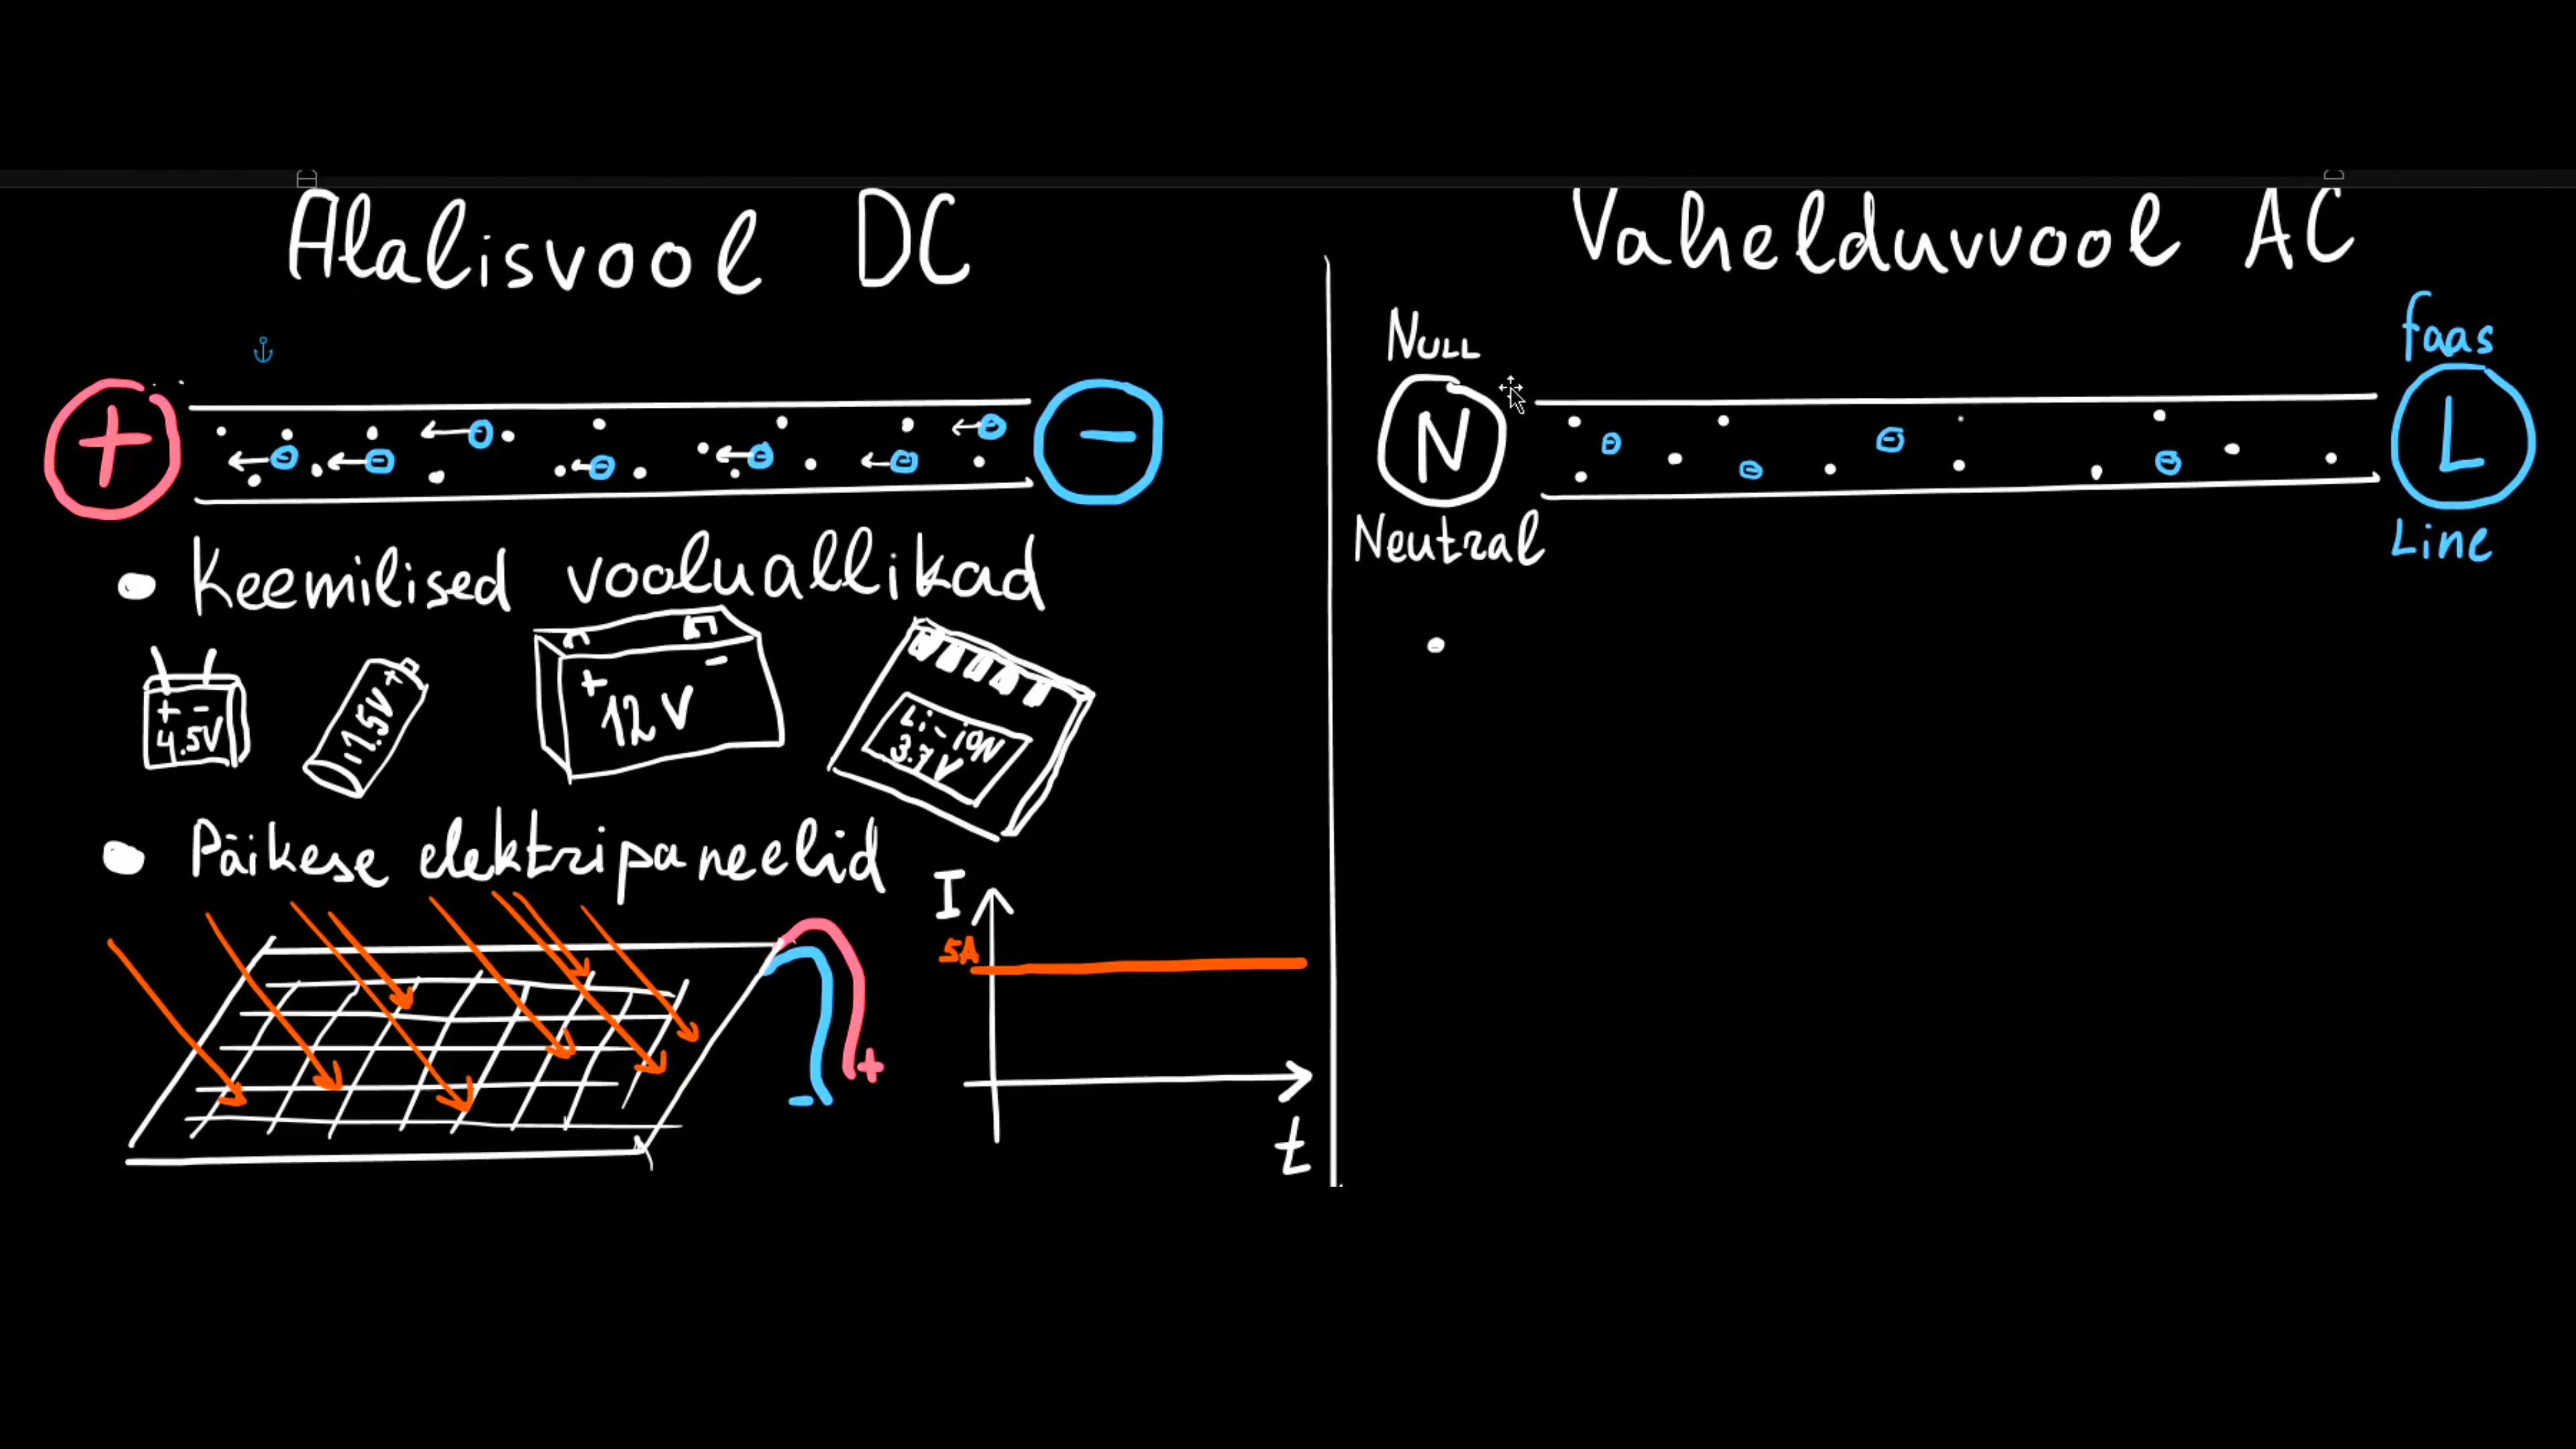 Alalisvool DC
+ −
Keemilised vooluallikad
+ −
4.5V
− 1.5V +
+ −
12V
Li-ion
3.7V
Päikese elektripaneelid
+
−
I
5A
t
Vahelduvvool AC
Null
N
Neutral
faas
L
Line